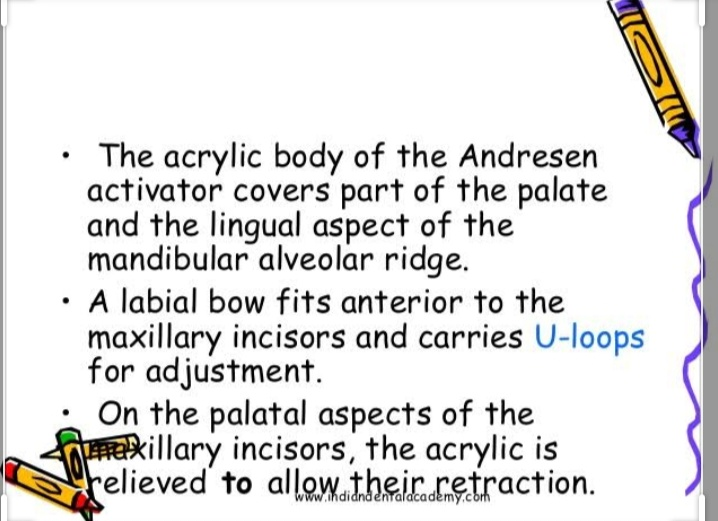 • The acrylic body of the Andresen
activator covers part of the palate
and the lingual aspect of the
mandibular alveolar ridge.
• A labial bow fits anterior to the
maxillary incisors and carries U-loops
for adjustment.
• On the palatal aspects of the
maxillary incisors, the acrylic is
relieved to allow their retraction.
www.indiandentalacademy.com